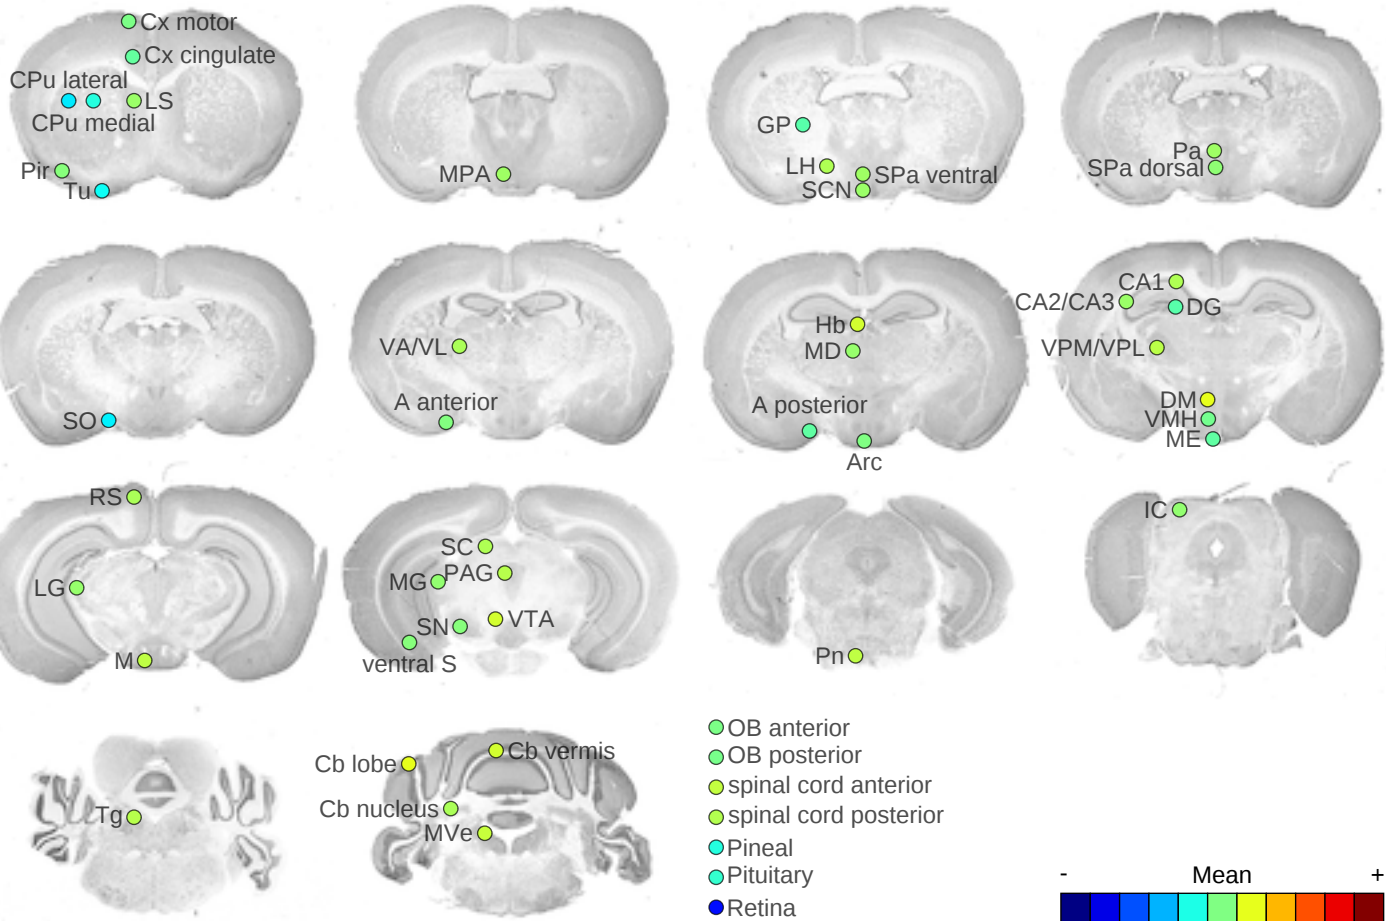 Cx motor
Cx cingulate
CPu lateral
LS
CPu medial
Pir
Tu
MPA
GP
LH
SPa ventral
SCN
Pa
SPa dorsal
SO
VA/VL
A anterior
Hb
MD
A posterior
Arc
CA1
CA2/CA3
DG
VPM/VPL
DM
VMH
ME
RS
LG
M
SC
PAG
MG
VTA
SN
ventral S
Pn
IC
Tg
Cb vermis
Cb lobe
Cb nucleus
MVe
OB anterior
OB posterior
spinal cord anterior
spinal cord posterior
Pineal
Pituitary
Retina
- Mean +